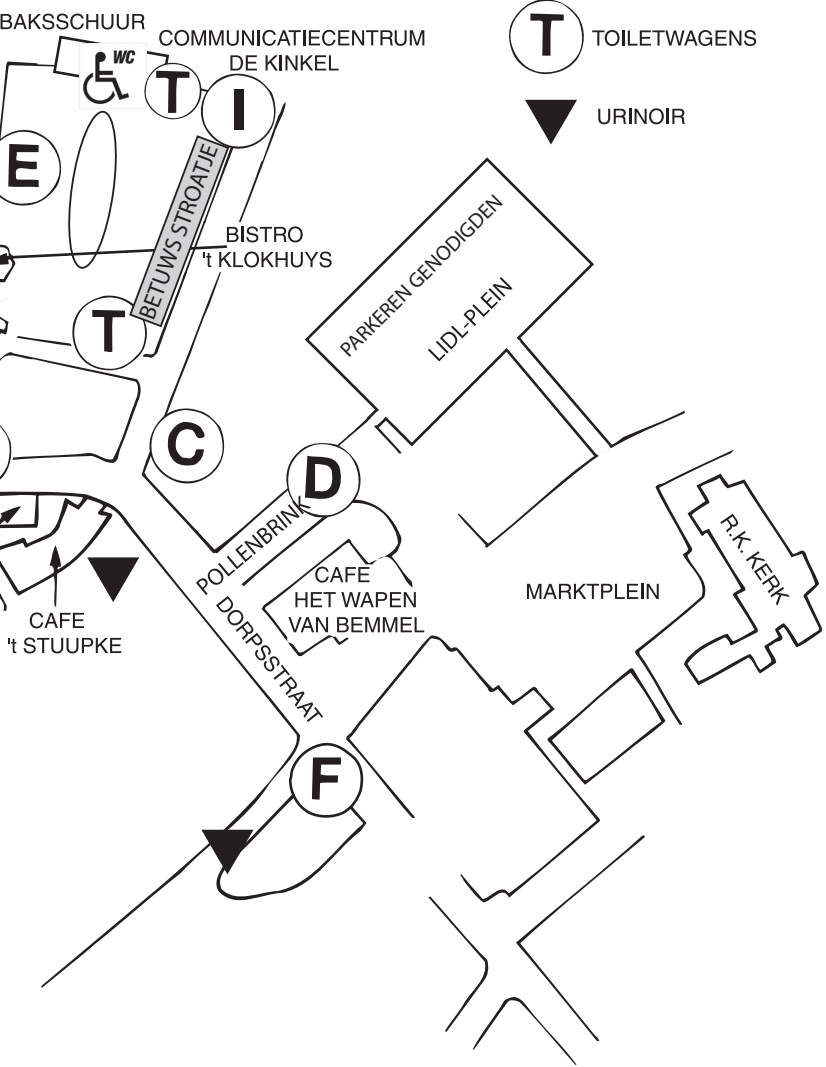 BAKSSCHUUR
COMMUNICATIECENTRUM
DE KINKEL
T
TOILETWAGENS
WC
T
I
URINOIR
E
BETUWS STROATJE
BISTRO
't KLOKHUYS
PARKEREN GENODIGDEN
LIDL-PLEIN
T
C
D
POLLENBRINK
R.K. KERK
CAFE
HET WAPEN
VAN BEMMEL
MARKTPLEIN
CAFE
't STUUPKE
DORPSSTRAAT
F